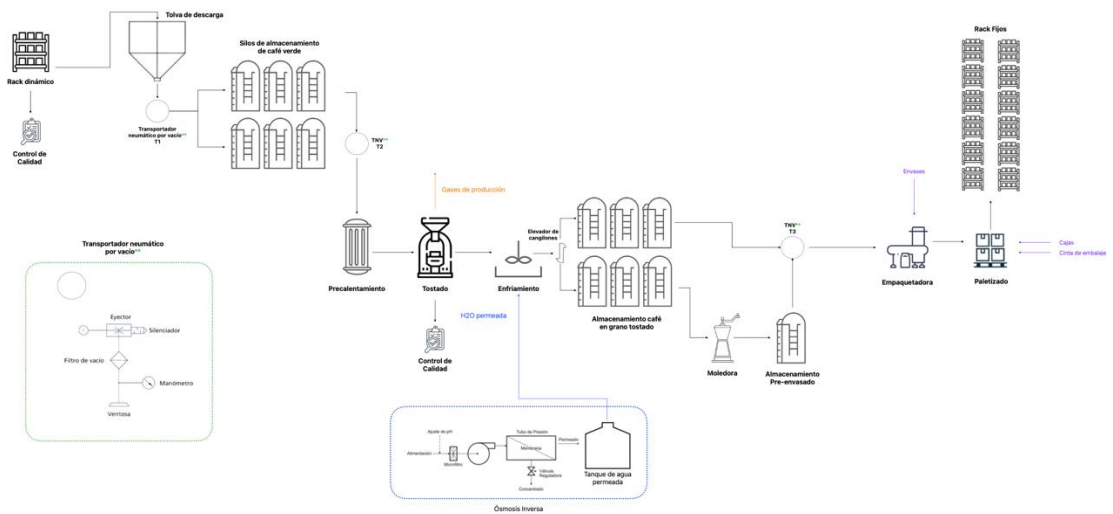 Tolva de descarga
Rack dinámico
Control de
Calidad
Transportador
neumático por vacío**
T1
Silos de almacenamiento
de café verde
TNV**
T2
Gases de producción
Precalentamiento
Tostado
Enfriamiento
Elevador de
cangilones
H2O permeada
Control de
Calidad
Almacenamiento café
en grano tostado
Moledora
Almacenamiento
Pre-envasado
TNV**
T3
Envases
Empaquetadora
Paletizado
Cajas
Cinta de embalaje
Rack Fijos
Transportador neumático
por vacío**
Eyector
Silenciador
Filtro de vacío
Manómetro
Ventosa
Ajuste de pH
Alimentación
Microfiltro
Tubo de Presión
Membrana
Permeado
Válvula
Reguladora
Concentrado
Tanque de agua
permeada
Ósmosis Inversa